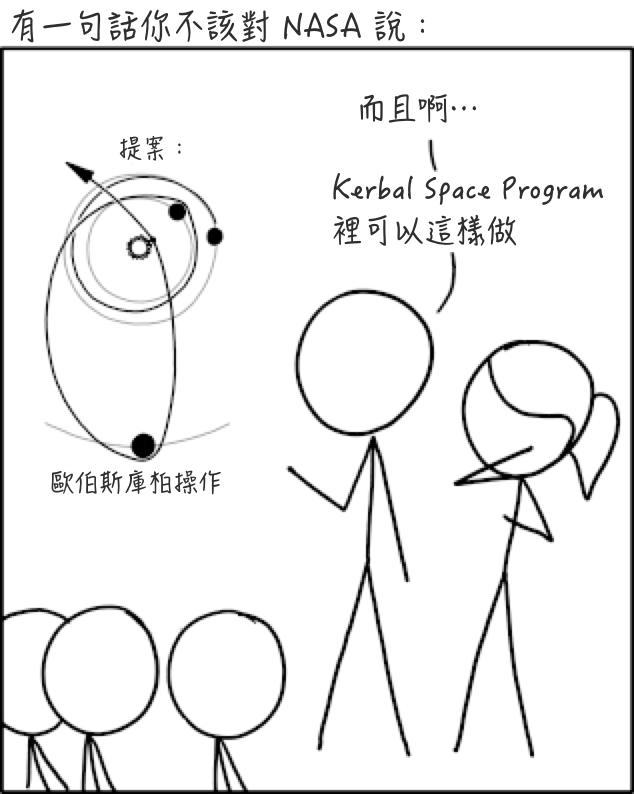 有一句話你不該對 NASA 說：
提案：
歐伯斯庫柏操作
而且啊…
Kerbal Space Program
裡可以這樣做